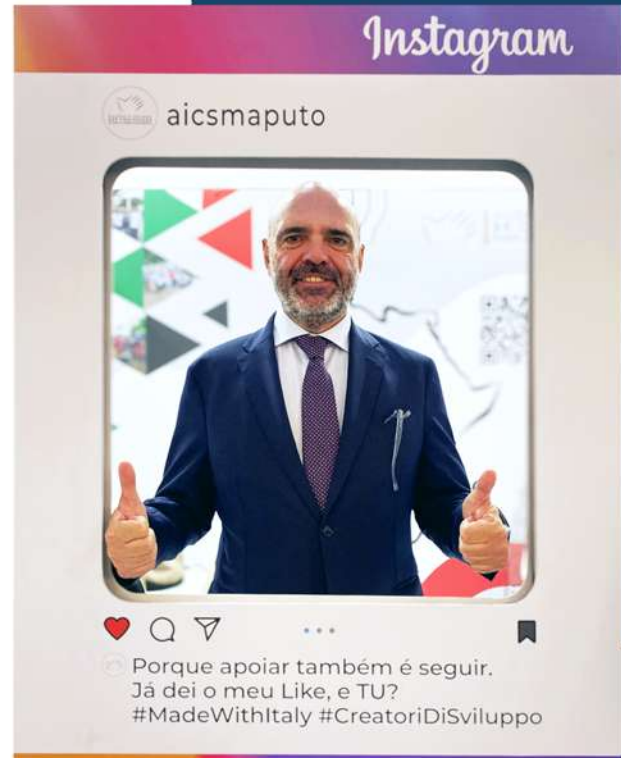 Instagram
aicsmaputo
Porque apoiar também é seguir.
Já dei o meu Like, e TU?
#MadeWithItaly #CreatoriDiSviluppo